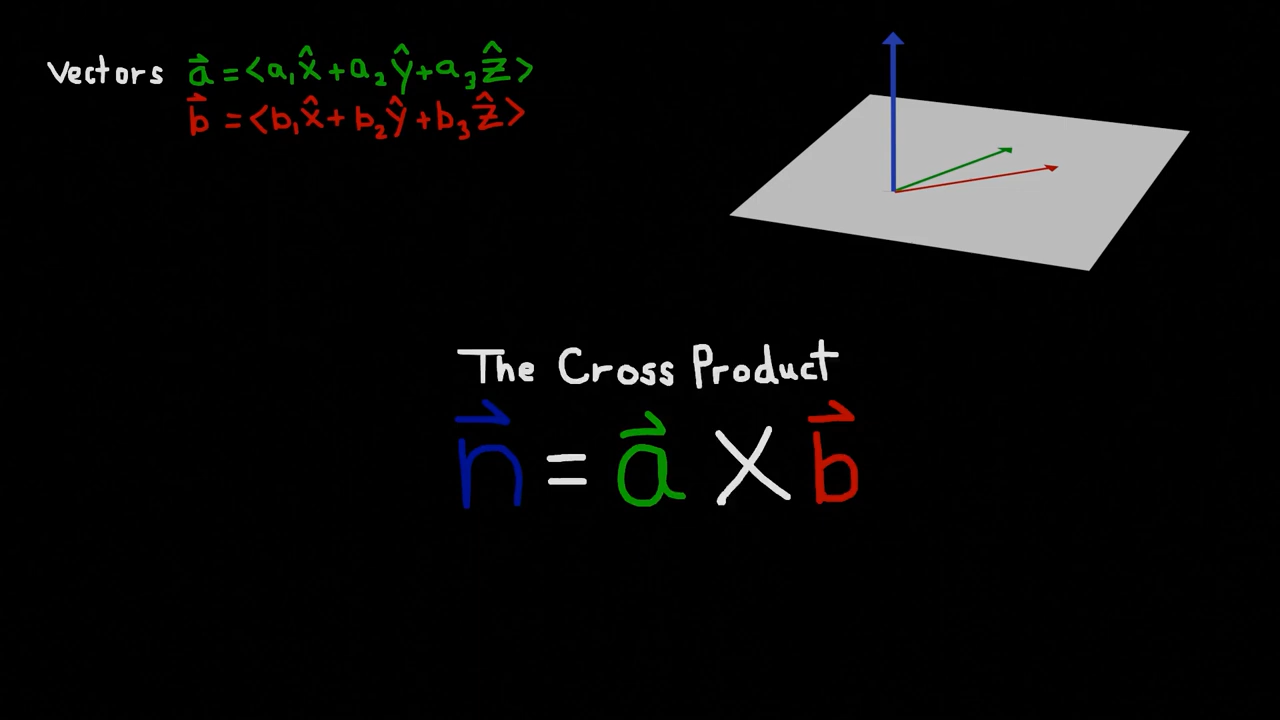 Vectors a⃗ = <a₁x̂ + a₂ŷ + a₃ẑ>
b⃗ = <b₁x̂ + b₂ŷ + b₃ẑ>
The Cross Product
n⃗ = a⃗ X b⃗